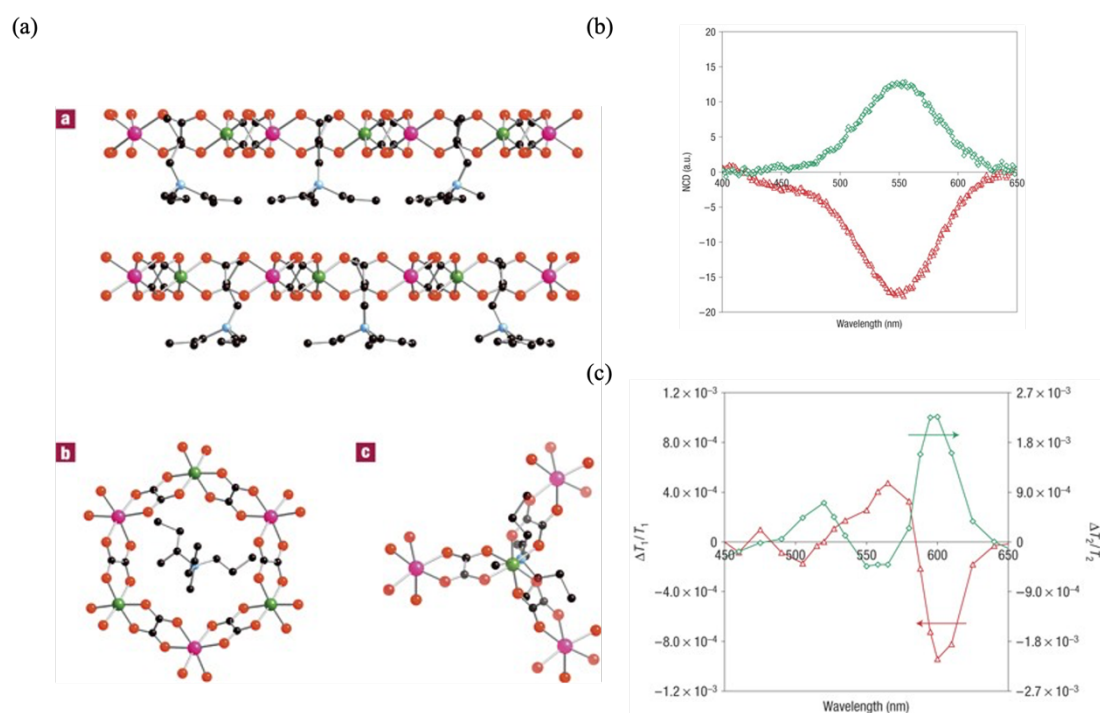 (a)
(b)
a
20
15
10
5
0
−5
−10
−15
−20
400
450
500
550
600
650
NCD (a.u.)
Wavelength (nm)
(c)
b
c
1.2 × 10⁻³
8.0 × 10⁻⁴
4.0 × 10⁻⁴
0
−4.0 × 10⁻⁴
−8.0 × 10⁻⁴
−1.2 × 10⁻³
ΔT₁/T₁
2.7 × 10⁻³
1.8 × 10⁻³
9.0 × 10⁻⁴
0
−9.0 × 10⁻⁴
−1.8 × 10⁻³
−2.7 × 10⁻³
ΔT₂/T₂
450
500
550
600
650
Wavelength (nm)